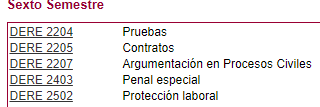 Sexto Semestre
DERE 2204 Pruebas
DERE 2205 Contratos
DERE 2207 Argumentación en Procesos Civiles
DERE 2403 Penal especial
DERE 2502 Protección laboral